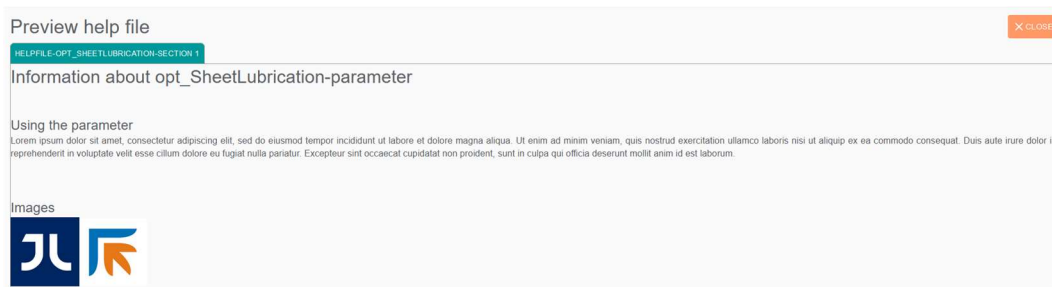 Preview help file
CLOSE
HELPFILE-OPT_SHEETLUBRICATION-SECTION 1
Information about opt_SheetLubrication-parameter
Using the parameter
Lorem ipsum dolor sit amet, consectetur adipiscing elit, sed do eiusmod tempor incididunt ut labore et dolore magna aliqua. Ut enim ad minim veniam, quis nostrud exercitation ullamco laboris nisi ut aliquip ex ea commodo consequat. Duis aute irure dolor i
reprehenderit in voluptate velit esse cillum dolore eu fugiat nulla pariatur. Excepteur sint occaecat cupidatat non proident, sunt in culpa qui officia deserunt mollit anim id est laborum.
Images